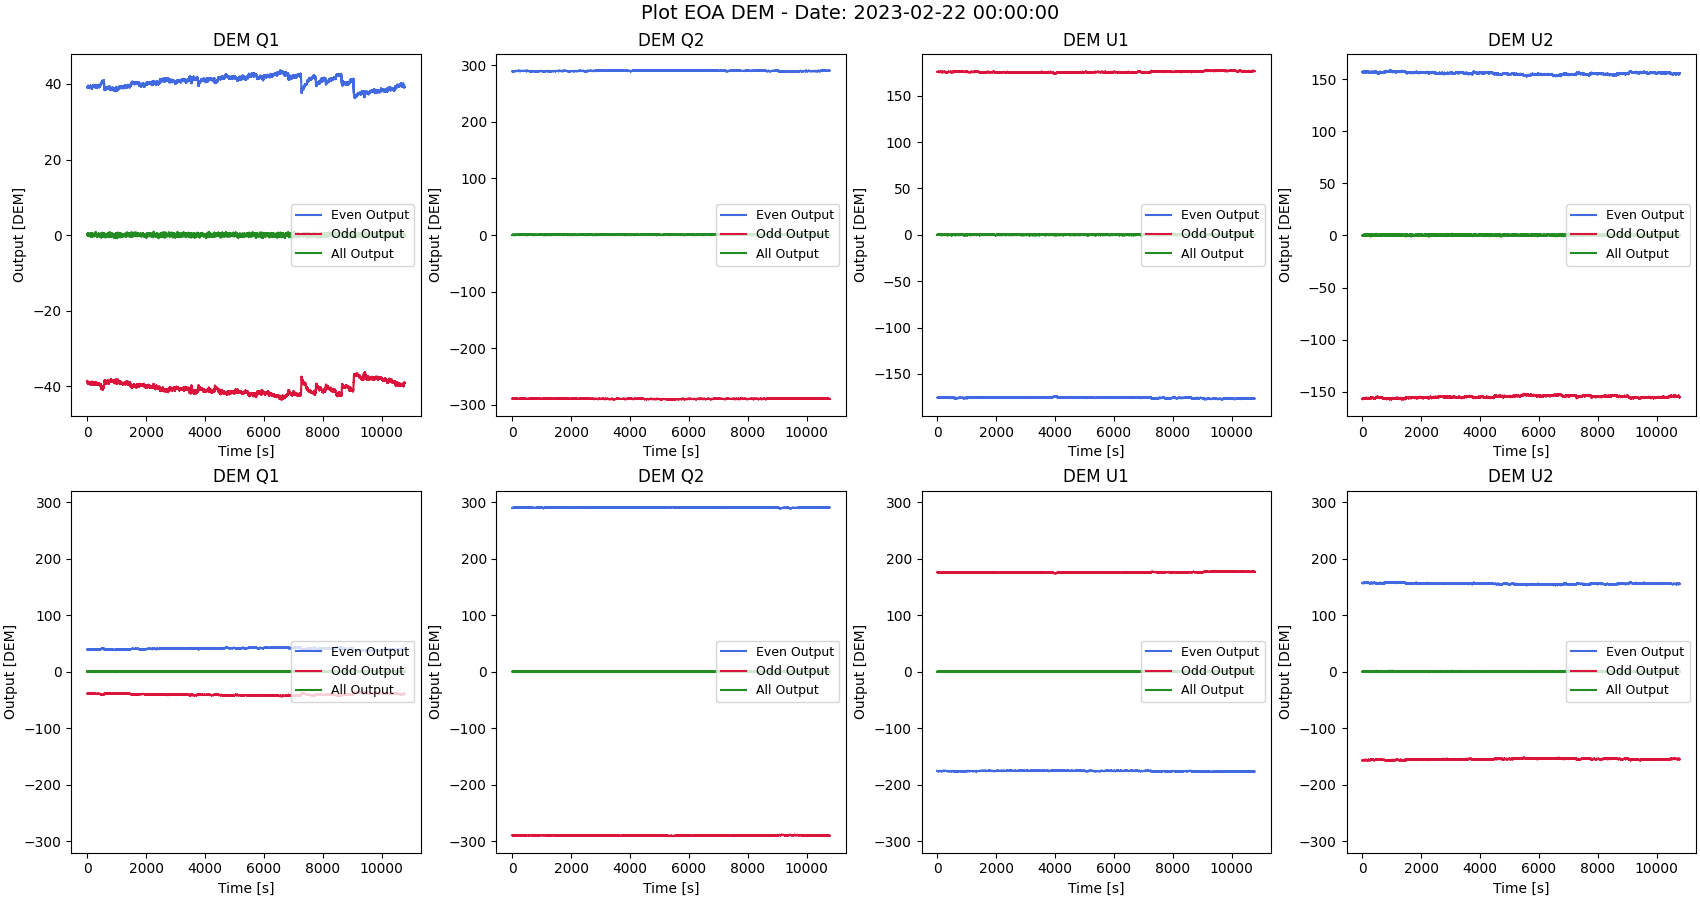 Plot EOA DEM - Date: 2023-02-22 00:00:00
DEM Q1
DEM Q2
DEM U1
DEM U2
Output [DEM]
40
20
0
−20
−40
Even Output
Odd Output
All Output
0 2000 4000 6000 8000 10000
Time [s]
Output [DEM]
300
200
100
0
−100
−200
−300
Even Output
Odd Output
All Output
0 2000 4000 6000 8000 10000
Time [s]
Output [DEM]
150
100
50
0
−50
−100
−150
Even Output
Odd Output
All Output
0 2000 4000 6000 8000 10000
Time [s]
Output [DEM]
150
100
50
0
−50
−100
−150
Even Output
Odd Output
All Output
0 2000 4000 6000 8000 10000
Time [s]
DEM Q1
DEM Q2
DEM U1
DEM U2
Output [DEM]
300
200
100
0
−100
−200
−300
Even Output
Odd Output
All Output
0 2000 4000 6000 8000 10000
Time [s]
Output [DEM]
300
200
100
0
−100
−200
−300
Even Output
Odd Output
All Output
0 2000 4000 6000 8000 10000
Time [s]
Output [DEM]
300
200
100
0
−100
−200
−300
Even Output
Odd Output
All Output
0 2000 4000 6000 8000 10000
Time [s]
Output [DEM]
300
200
100
0
−100
−200
−300
Even Output
Odd Output
All Output
0 2000 4000 6000 8000 10000
Time [s]